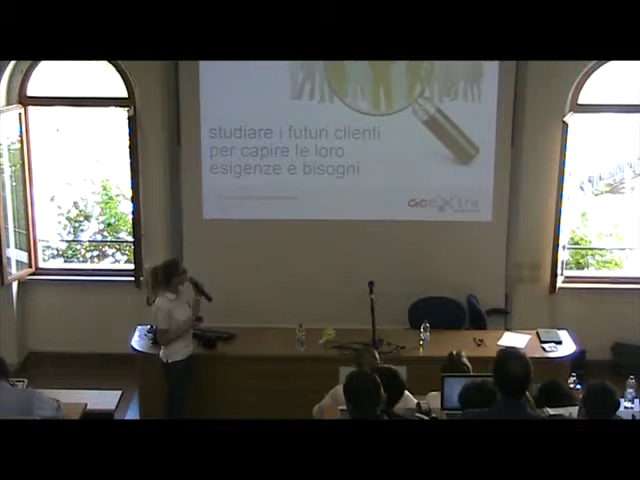 studiare i futuri clienti
per capire le loro
esigenze e bisogni